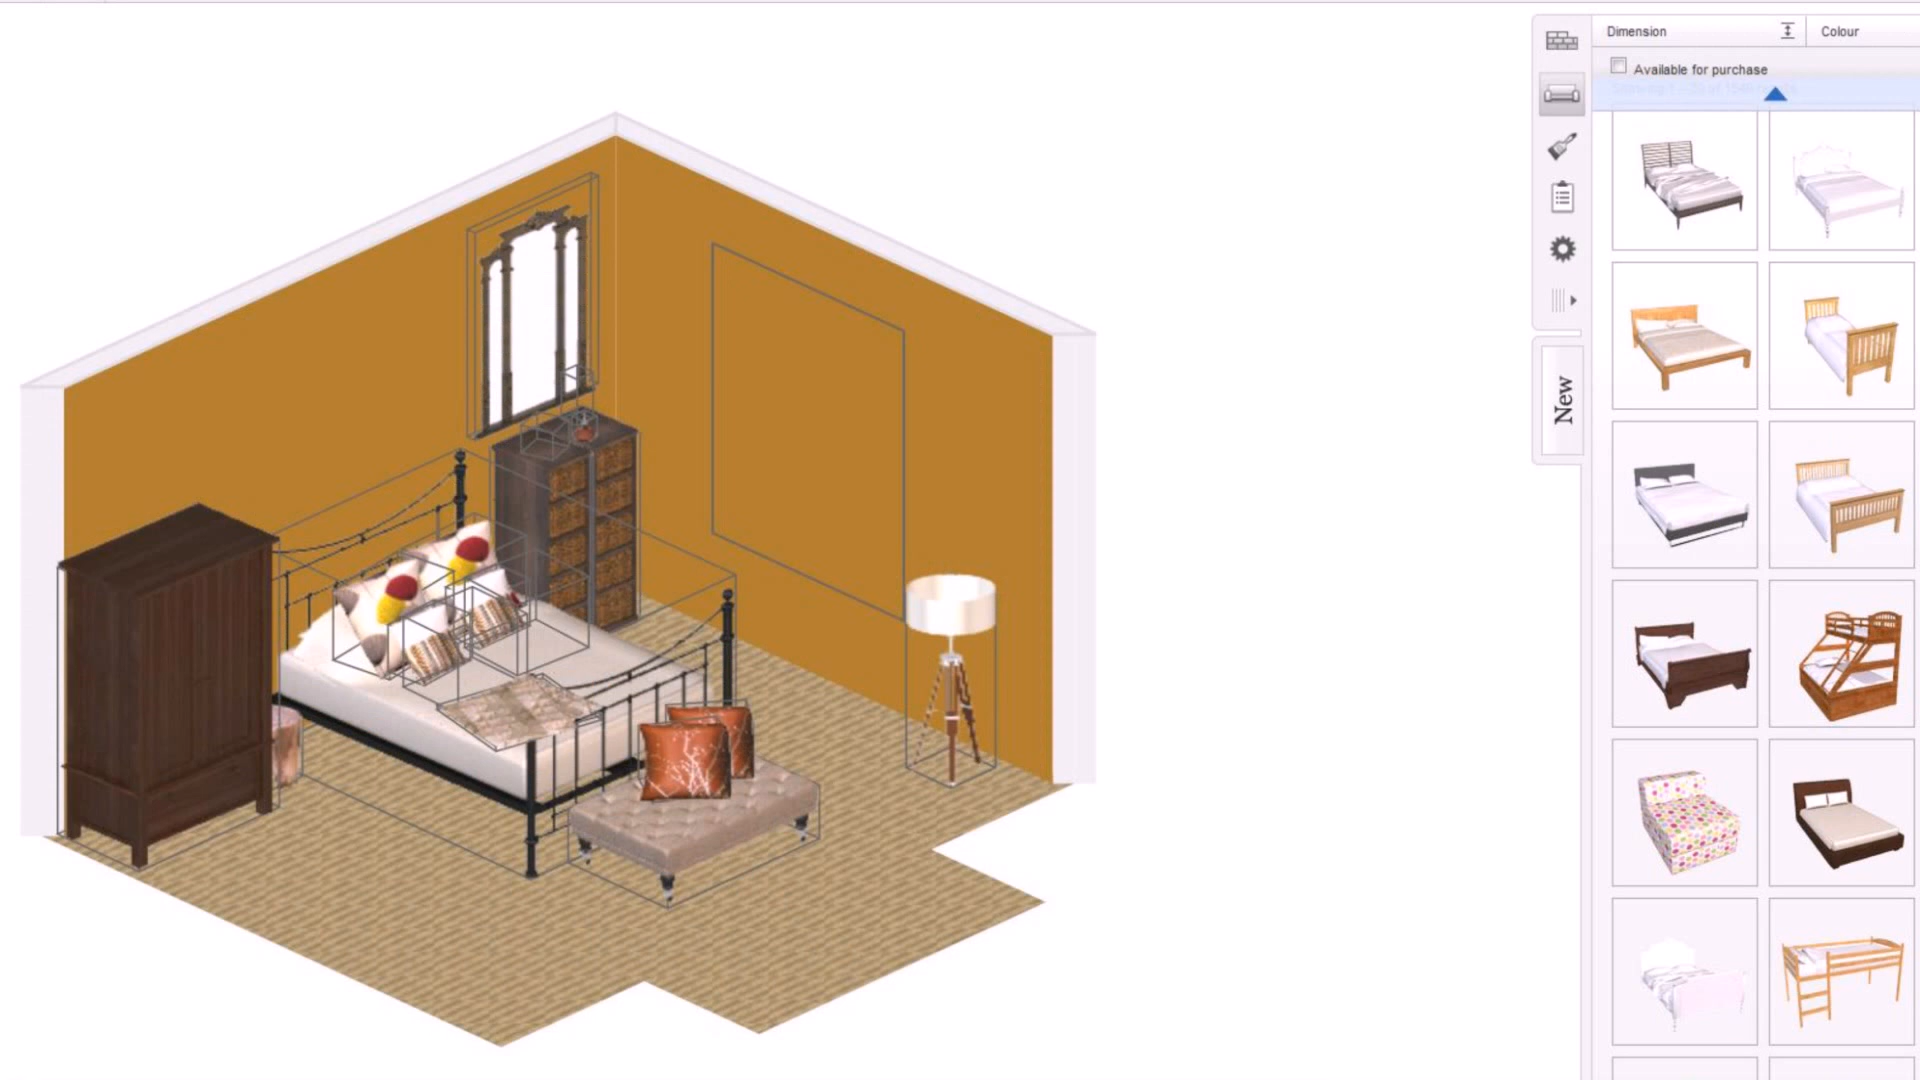 Dimension
Colour
Available for purchase
New